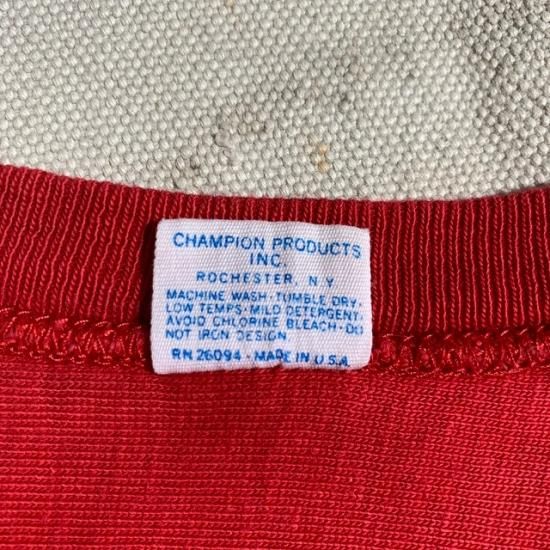 CHAMPION PRODUCTS
INC.
ROCHESTER, N.Y.
MACHINE WASH · TUMBLE DRY ·
LOW TEMPS · MILD DETERGENT ·
AVOID CHLORINE BLEACH · DO
NOT IRON DESIGN
RN 26094 · MADE IN U.S.A.